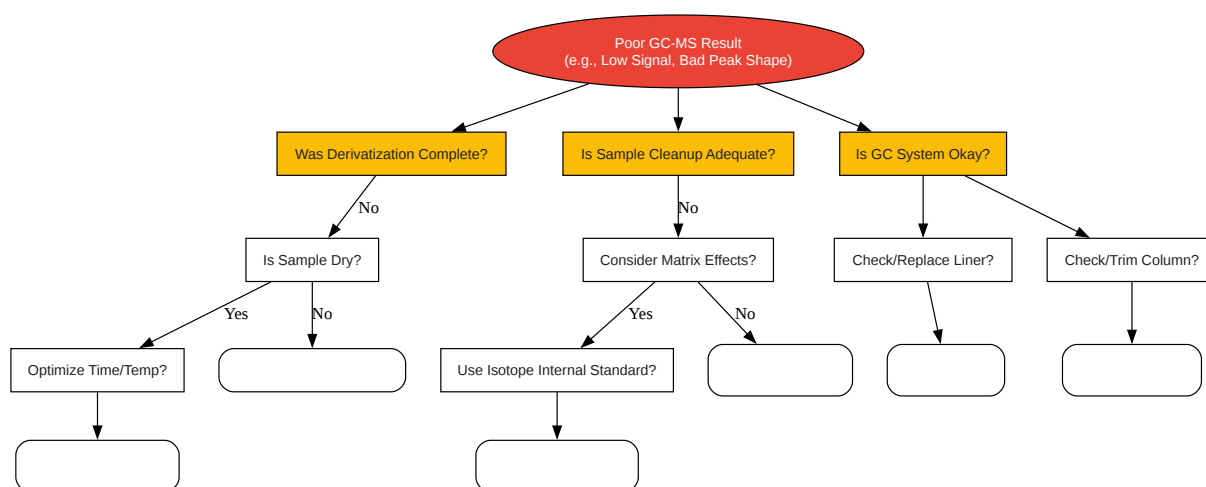 Poor GC-MS Result
(e.g., Low Signal, Bad Peak Shape)
Was Derivatization Complete?
Is Sample Cleanup Adequate?
Is GC System Okay?
No
No
Is Sample Dry?
Consider Matrix Effects?
Check/Replace Liner?
Check/Trim Column?
Yes
No
Yes
No
Optimize Time/Temp?
Use Isotope Internal Standard?